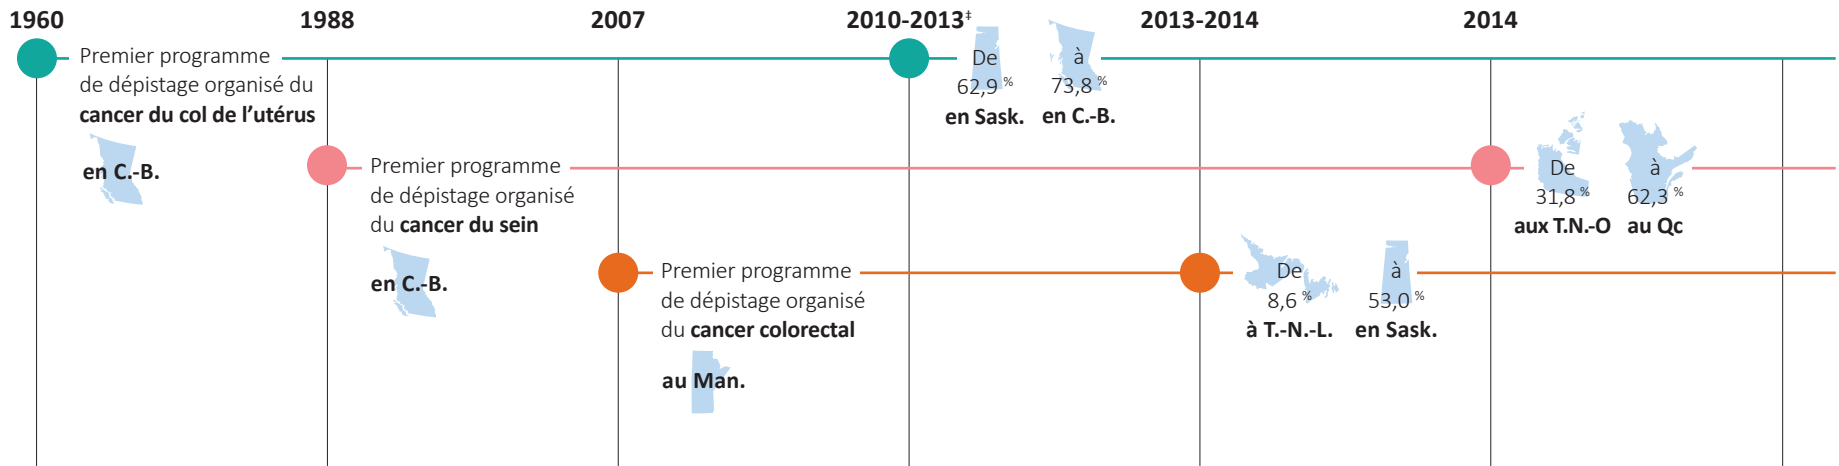 1960
1988
2007
2010-2013‡
2013-2014
2014
Premier programme
de dépistage organisé du
cancer du col de l’utérus
en C.-B.
De
62,9 %
en Sask.
à
73,8 %
en C.-B.
Premier programme
de dépistage organisé
du cancer du sein
en C.-B.
De
31,8 %
aux T.N.-O
à
62,3 %
au Qc
Premier programme
de dépistage organisé
du cancer colorectal
au Man.
De
8,6 %
à T.-N.-L.
à
53,0 %
en Sask.